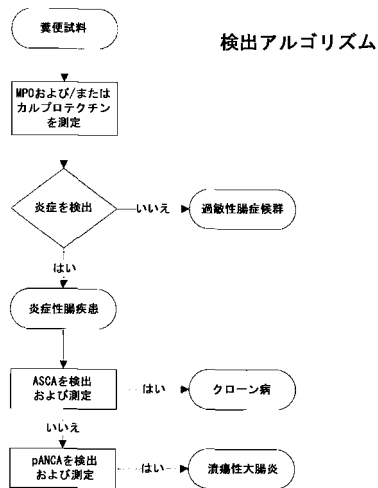 糞便試料
検出アルゴリズム
MPOおよび/または
カルプロテクチン
を測定
炎症を検出
いいえ
過敏性腸症候群
はい
炎症性腸疾患
ASCAを検出
および測定
はい
クローン病
いいえ
pANCAを検出
および測定
はい
潰瘍性大腸炎